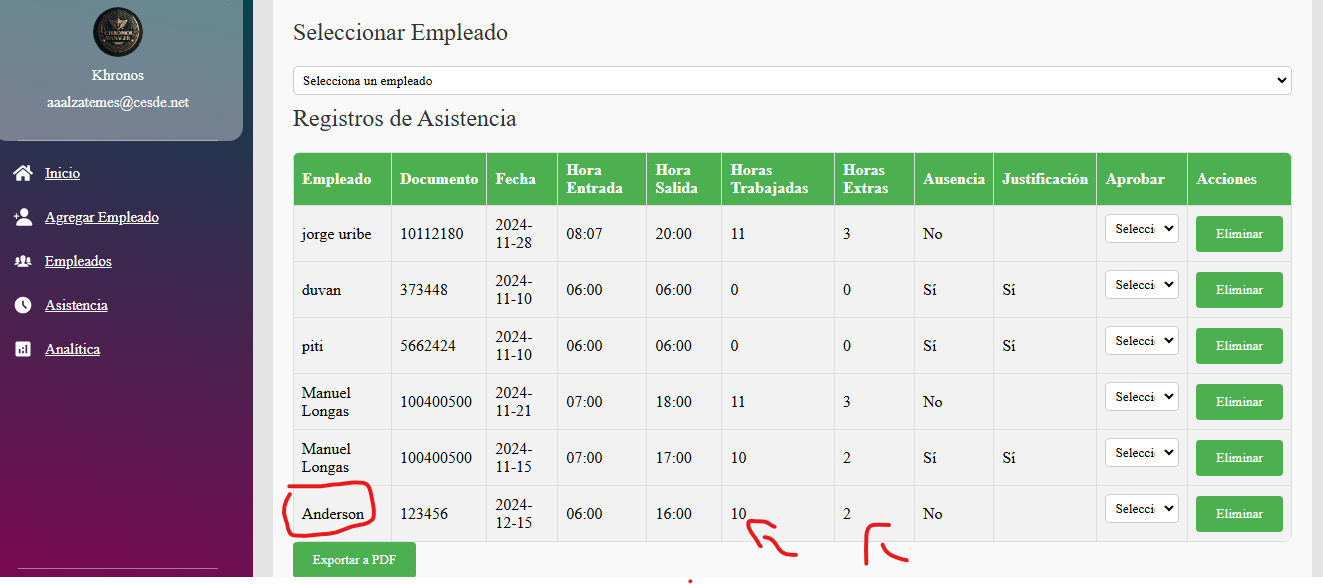 CHRONOS
MANAGER
Khronos
aaalzatemes@cesde.net
Inicio
Agregar Empleado
Empleados
Asistencia
Analítica
Seleccionar Empleado
Selecciona un empleado
Registros de Asistencia
Empleado Documento Fecha Hora Entrada Hora Salida Horas Trabajadas Horas Extras Ausencia Justificación Aprobar Acciones
jorge uribe 10112180 2024-11-28 08:07 20:00 11 3 No Selecci Eliminar
duvan 373448 2024-11-10 06:00 06:00 0 0 Sí Sí Selecci Eliminar
piti 5662424 2024-11-10 06:00 06:00 0 0 Sí Sí Selecci Eliminar
Manuel Longas 100400500 2024-11-21 07:00 18:00 11 3 No Selecci Eliminar
Manuel Longas 100400500 2024-11-15 07:00 17:00 10 2 Sí Sí Selecci Eliminar
Anderson 123456 2024-12-15 06:00 16:00 10 2 No Selecci Eliminar
Exportar a PDF